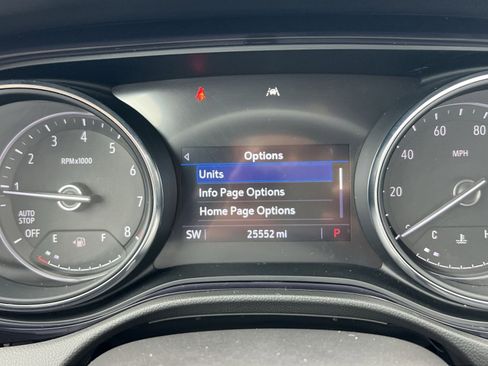 Options
Units
Info Page Options
Home Page Options
SW 25552 mi P
1 2 3 4 5 6 7 8
RPMx1000
AUTO
STOP
OFF
E F
20 40 60 80
MPH
C H